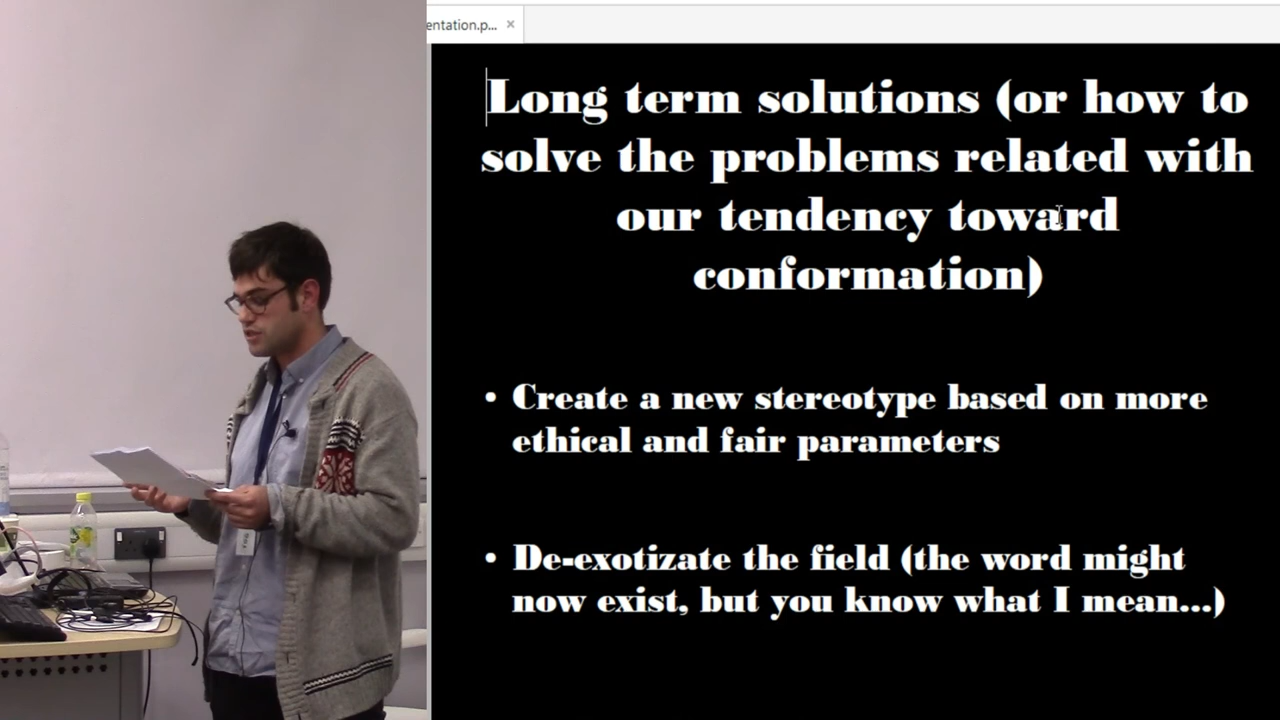 entation.p...
Long term solutions (or how to
solve the problems related with
our tendency toward
conformation)
• Create a new stereotype based on more
ethical and fair parameters
• De-exotizate the field (the word might
now exist, but you know what I mean...)